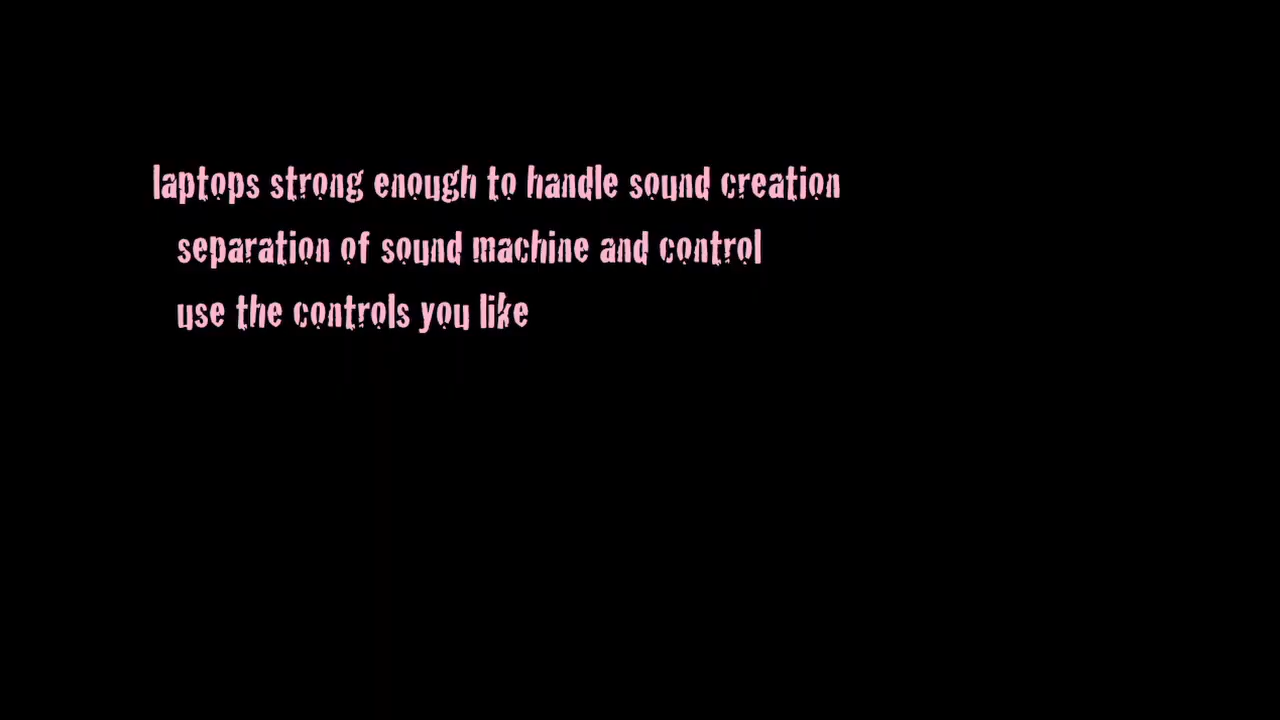 laptops strong enough to handle sound creation
separation of sound machine and control
use the controls you like